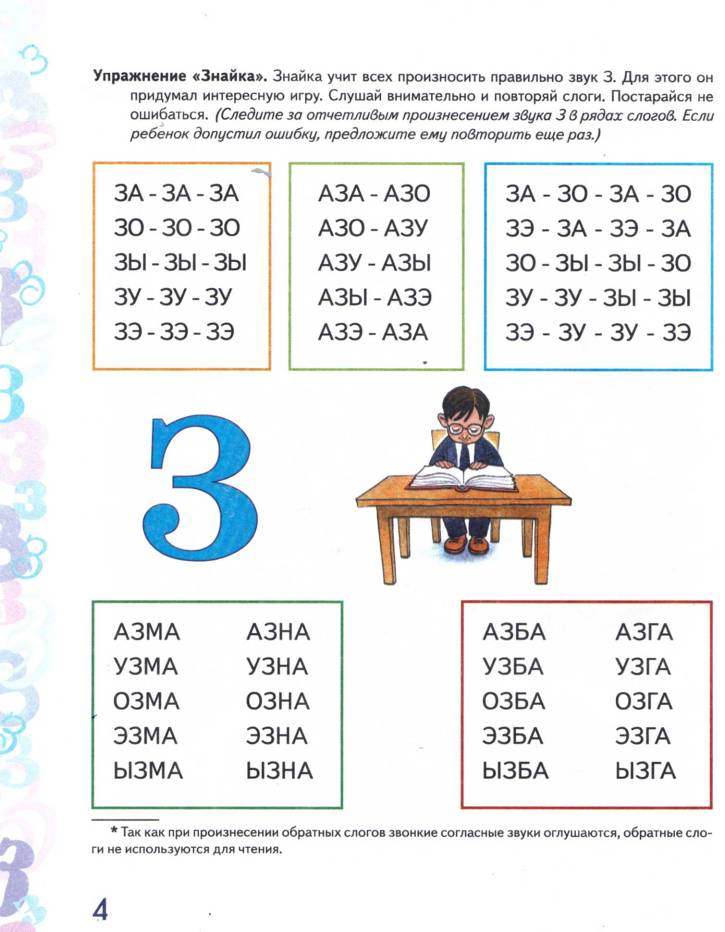 Упражнение «Знайка». Знайка учит всех произносить правильно звук З. Для этого он
придумал интересную игру. Слушай внимательно и повторяй слоги. Постарайся не
ошибаться. (Следите за отчетливым произнесением звука З в рядах слогов. Если
ребенок допустил ошибку, предложите ему повторить еще раз.)
ЗА - ЗА - ЗА
ЗО - ЗО - ЗО
ЗЫ - ЗЫ - ЗЫ
ЗУ - ЗУ - ЗУ
ЗЭ - ЗЭ - ЗЭ
АЗА - АЗО
АЗО - АЗУ
АЗУ - АЗЫ
АЗЫ - АЗЭ
АЗЭ - АЗА
ЗА - ЗО - ЗА - ЗО
ЗЭ - ЗА - ЗЭ - ЗА
ЗО - ЗЫ - ЗЫ - ЗО
ЗУ - ЗУ - ЗЫ - ЗЫ
ЗЭ - ЗУ - ЗУ - ЗЭ
З
АЗМА АЗНА
УЗМА УЗНА
ОЗМА ОЗНА
ЭЗМА ЭЗНА
ЫЗМА ЫЗНА
АЗБА АЗГА
УЗБА УЗГА
ОЗБА ОЗГА
ЭЗБА ЭЗГА
ЫЗБА ЫЗГА
* Так как при произнесении обратных слогов звонкие согласные звуки оглушаются, обратные сло-
ги не используются для чтения.
4